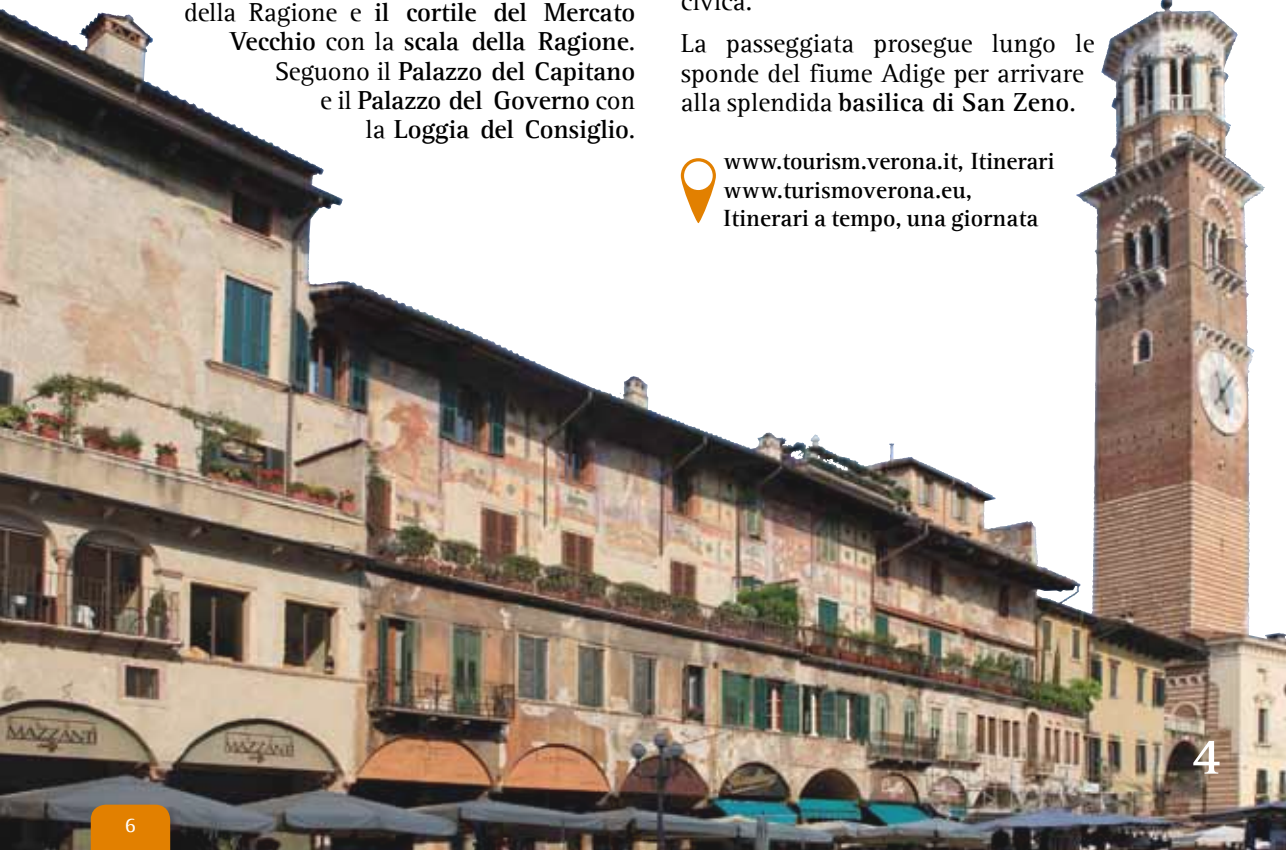 della Ragione e il cortile del Mercato
Vecchio con la scala della Ragione.
Seguono il Palazzo del Capitano
e il Palazzo del Governo con
la Loggia del Consiglio.
civica.
La passeggiata prosegue lungo le
sponde del fiume Adige per arrivare
alla splendida basilica di San Zeno.
www.tourism.verona.it, Itinerari
www.turismoverona.eu,
Itinerari a tempo, una giornata
MAZZANTI
MAZZANTI
4
6